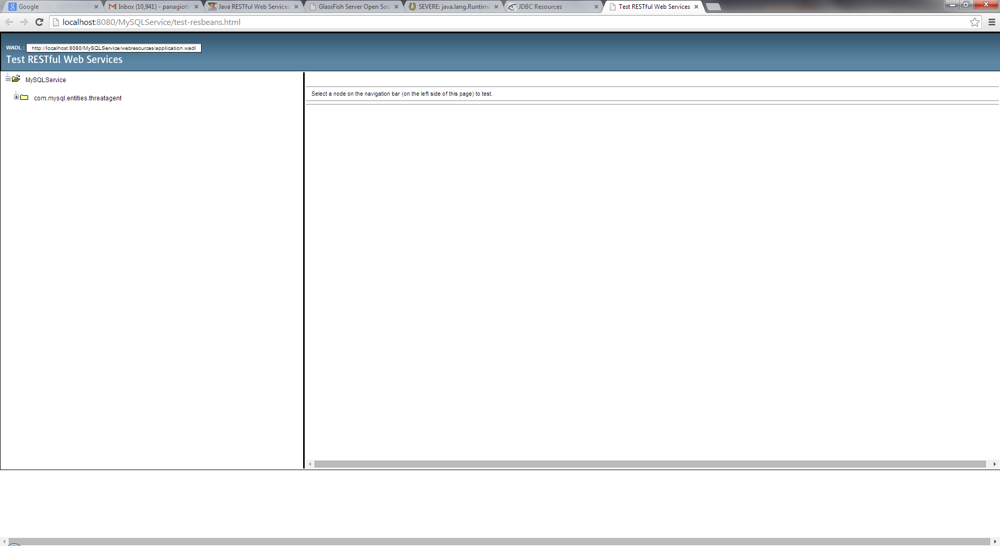 Google
Inbox (10,941) - panagioti
Java RESTful Web Services
GlassFish Server Open Sou
SEVERE: java.lang.Runtime
JDBC Resources
Test RESTful Web Services
localhost:8080/MySQLService/test-resbeans.html
WADL : http://localhost:8080/MySQLService/webresources/application.wadl
Test RESTful Web Services
MySQLService
com.mysql.entities.threatagent
Select a node on the navigation bar (on the left side of this page) to test.